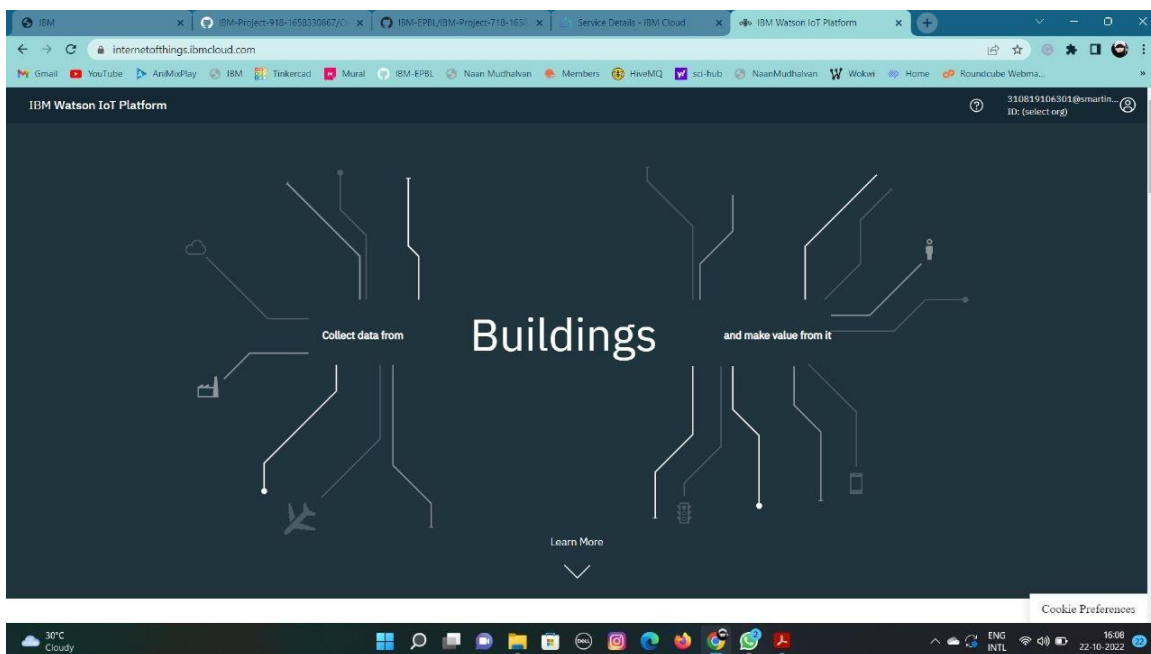 IBM
IBM-Project-918-1658330867/C
IBM-EPBL/IBM-Project-718-1658
Service Details - IBM Cloud
IBM Watson IoT Platform
internetofthings.ibmcloud.com
Gmail
YouTube
AniMixPlay
IBM
Tinkercad
Mural
IBM-EPBL
Naan Mudhalvan
Members
HiveMQ
sci-hub
NaanMudhalvan
Wokwi
Home
Roundcube Webma...
IBM Watson IoT Platform
310819106301@smartin...
ID: (select org)
Collect data from
Buildings
and make value from it
Learn More
Cookie Preferences
30°C
Cloudy
ENG
INTL
16:08
22-10-2022
22